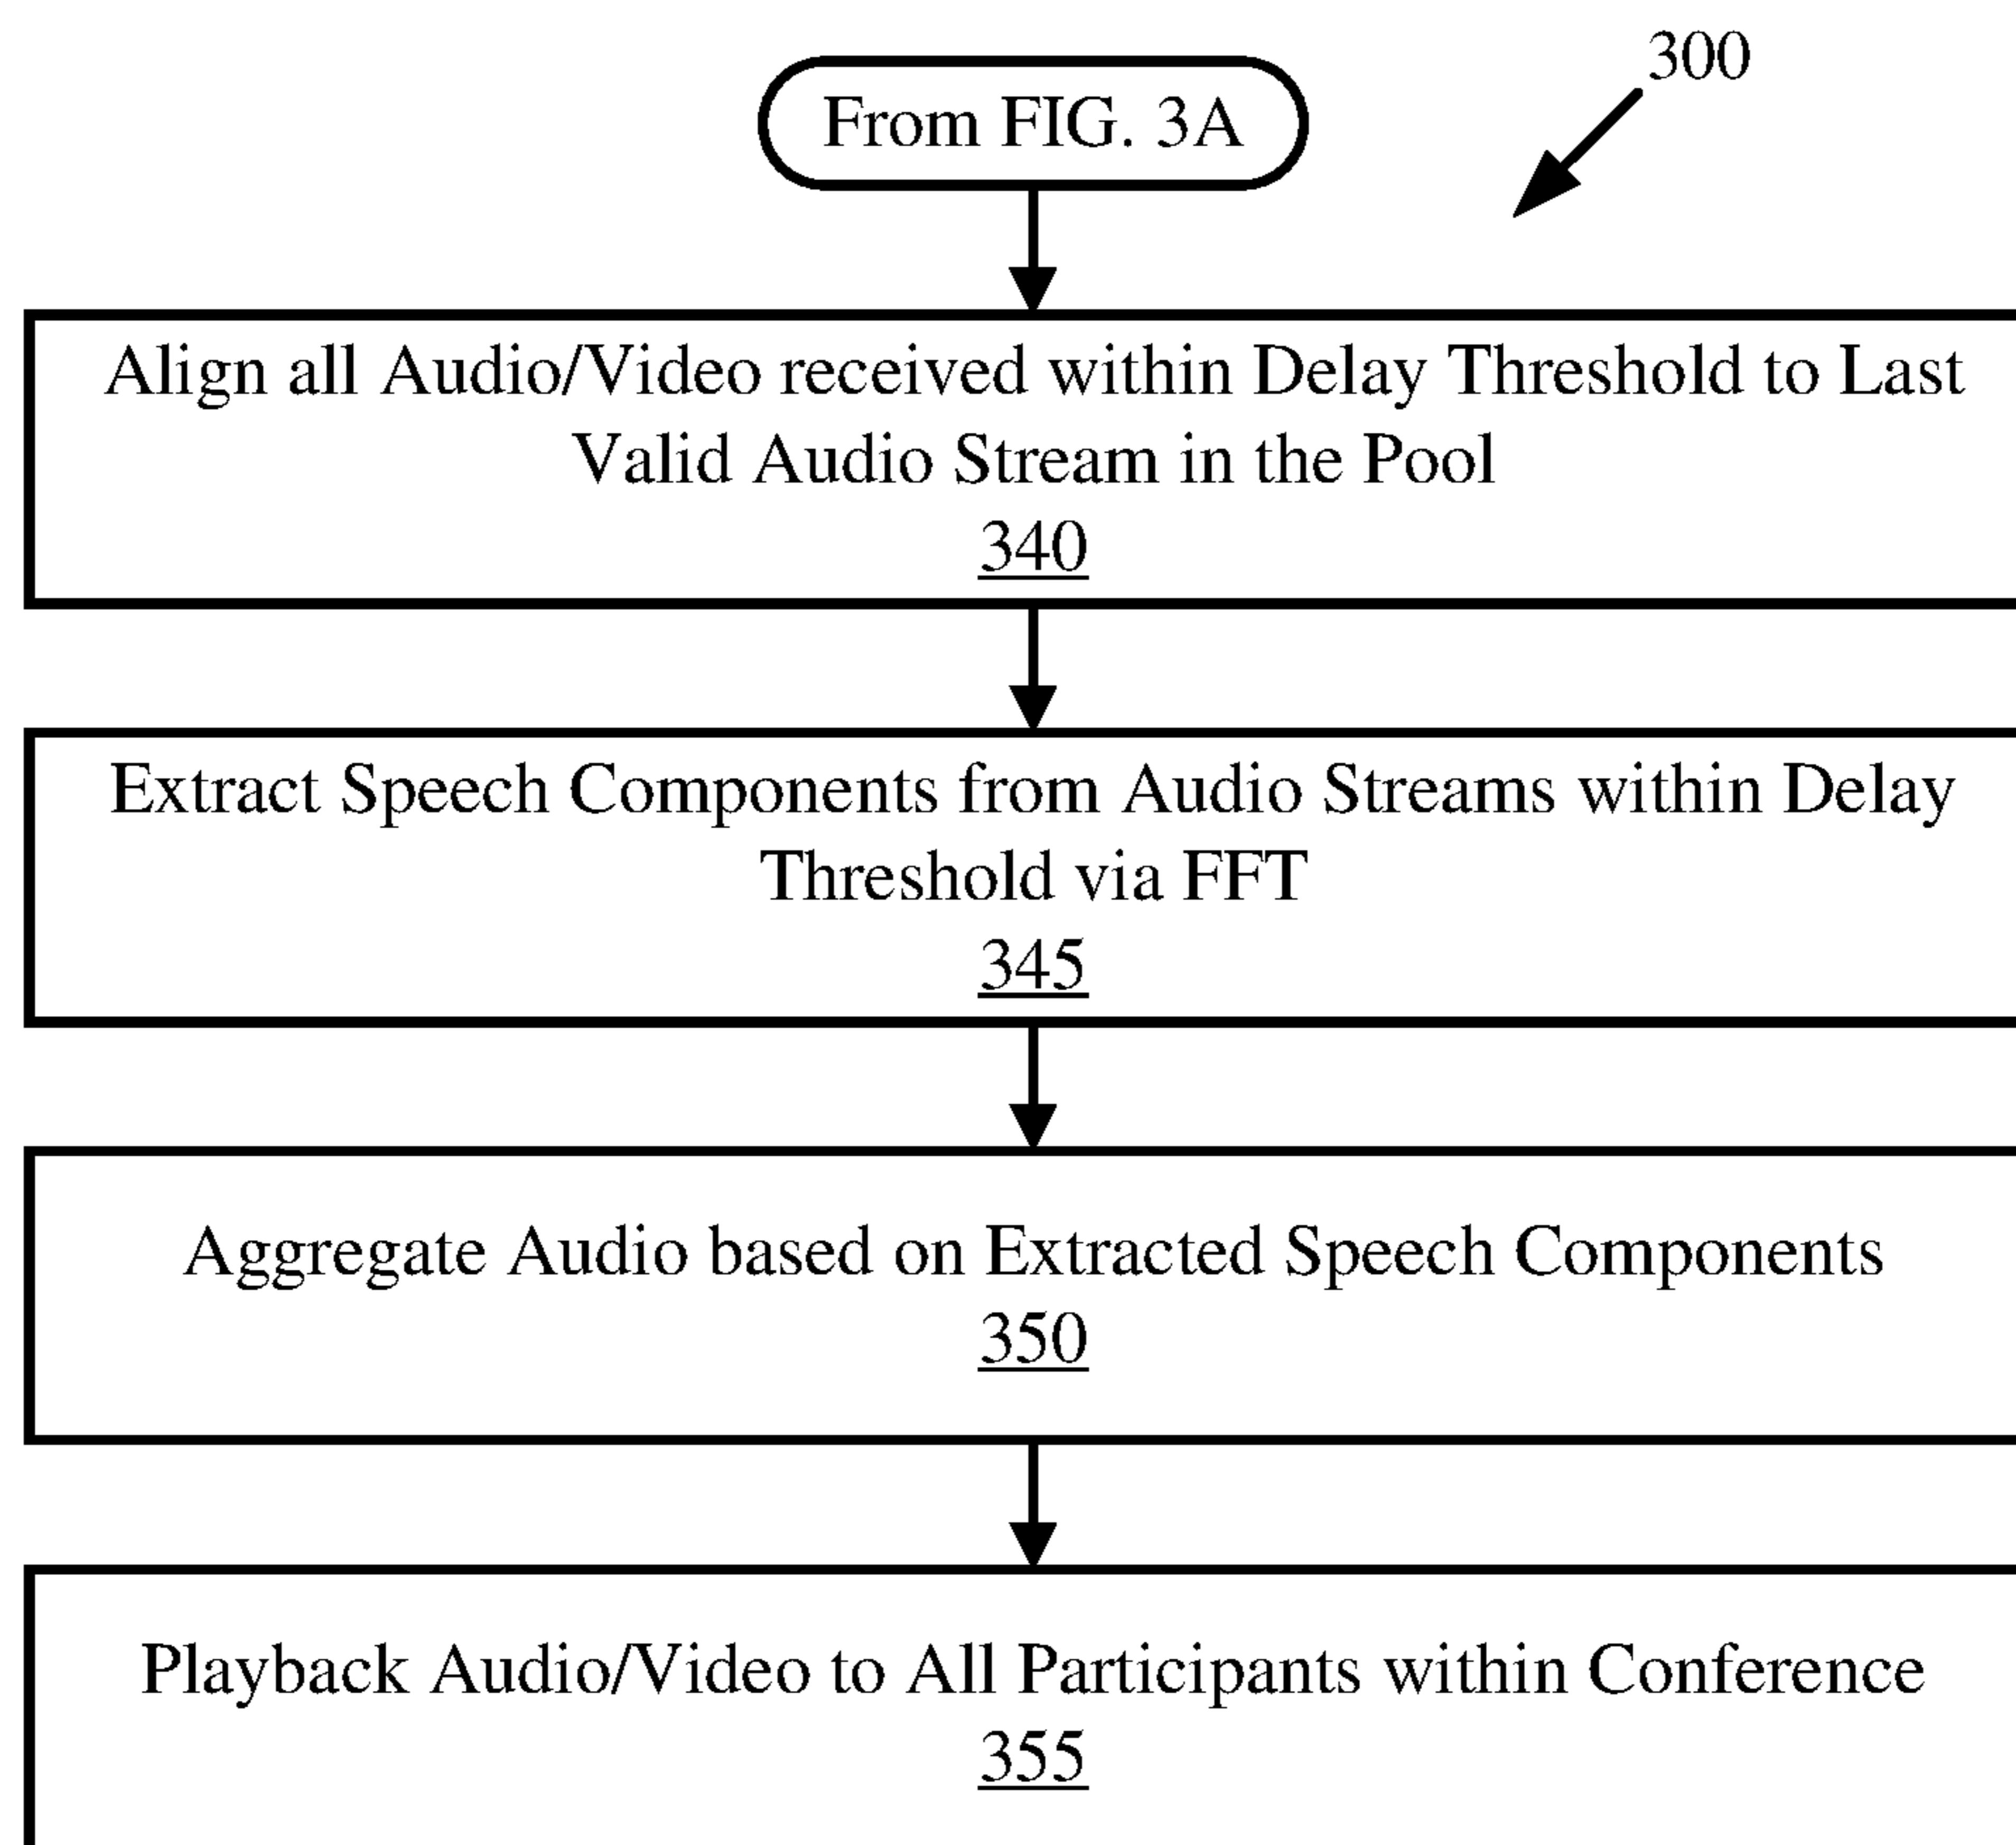 300
From FIG. 3A
Align all Audio/Video received within Delay Threshold to Last
Valid Audio Stream in the Pool
340
Extract Speech Components from Audio Streams within Delay
Threshold via FFT
345
Aggregate Audio based on Extracted Speech Components
350
Playback Audio/Video to All Participants within Conference
355